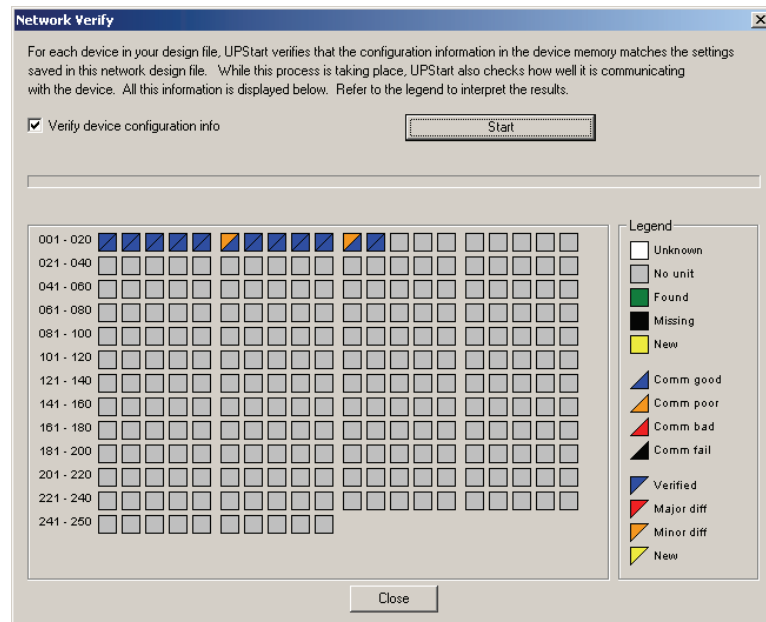 Network Verify
For each device in your design file, UPStart verifies that the configuration information in the device memory matches the settings
saved in this network design file.   While this process is taking place, UPStart also checks how well it is communicating
with the device.  All this information is displayed below.  Refer to the legend to interpret the results.
Verify device configuration info
Start
001 - 020
021 - 040
041 - 060
061 - 080
081 - 100
101 - 120
121 - 140
141 - 160
161 - 180
181 - 200
201 - 220
221 - 240
241 - 250
Legend
Unknown
No unit
Found
Missing
New
Comm good
Comm poor
Comm bad
Comm fail
Verified
Major diff
Minor diff
New
Close